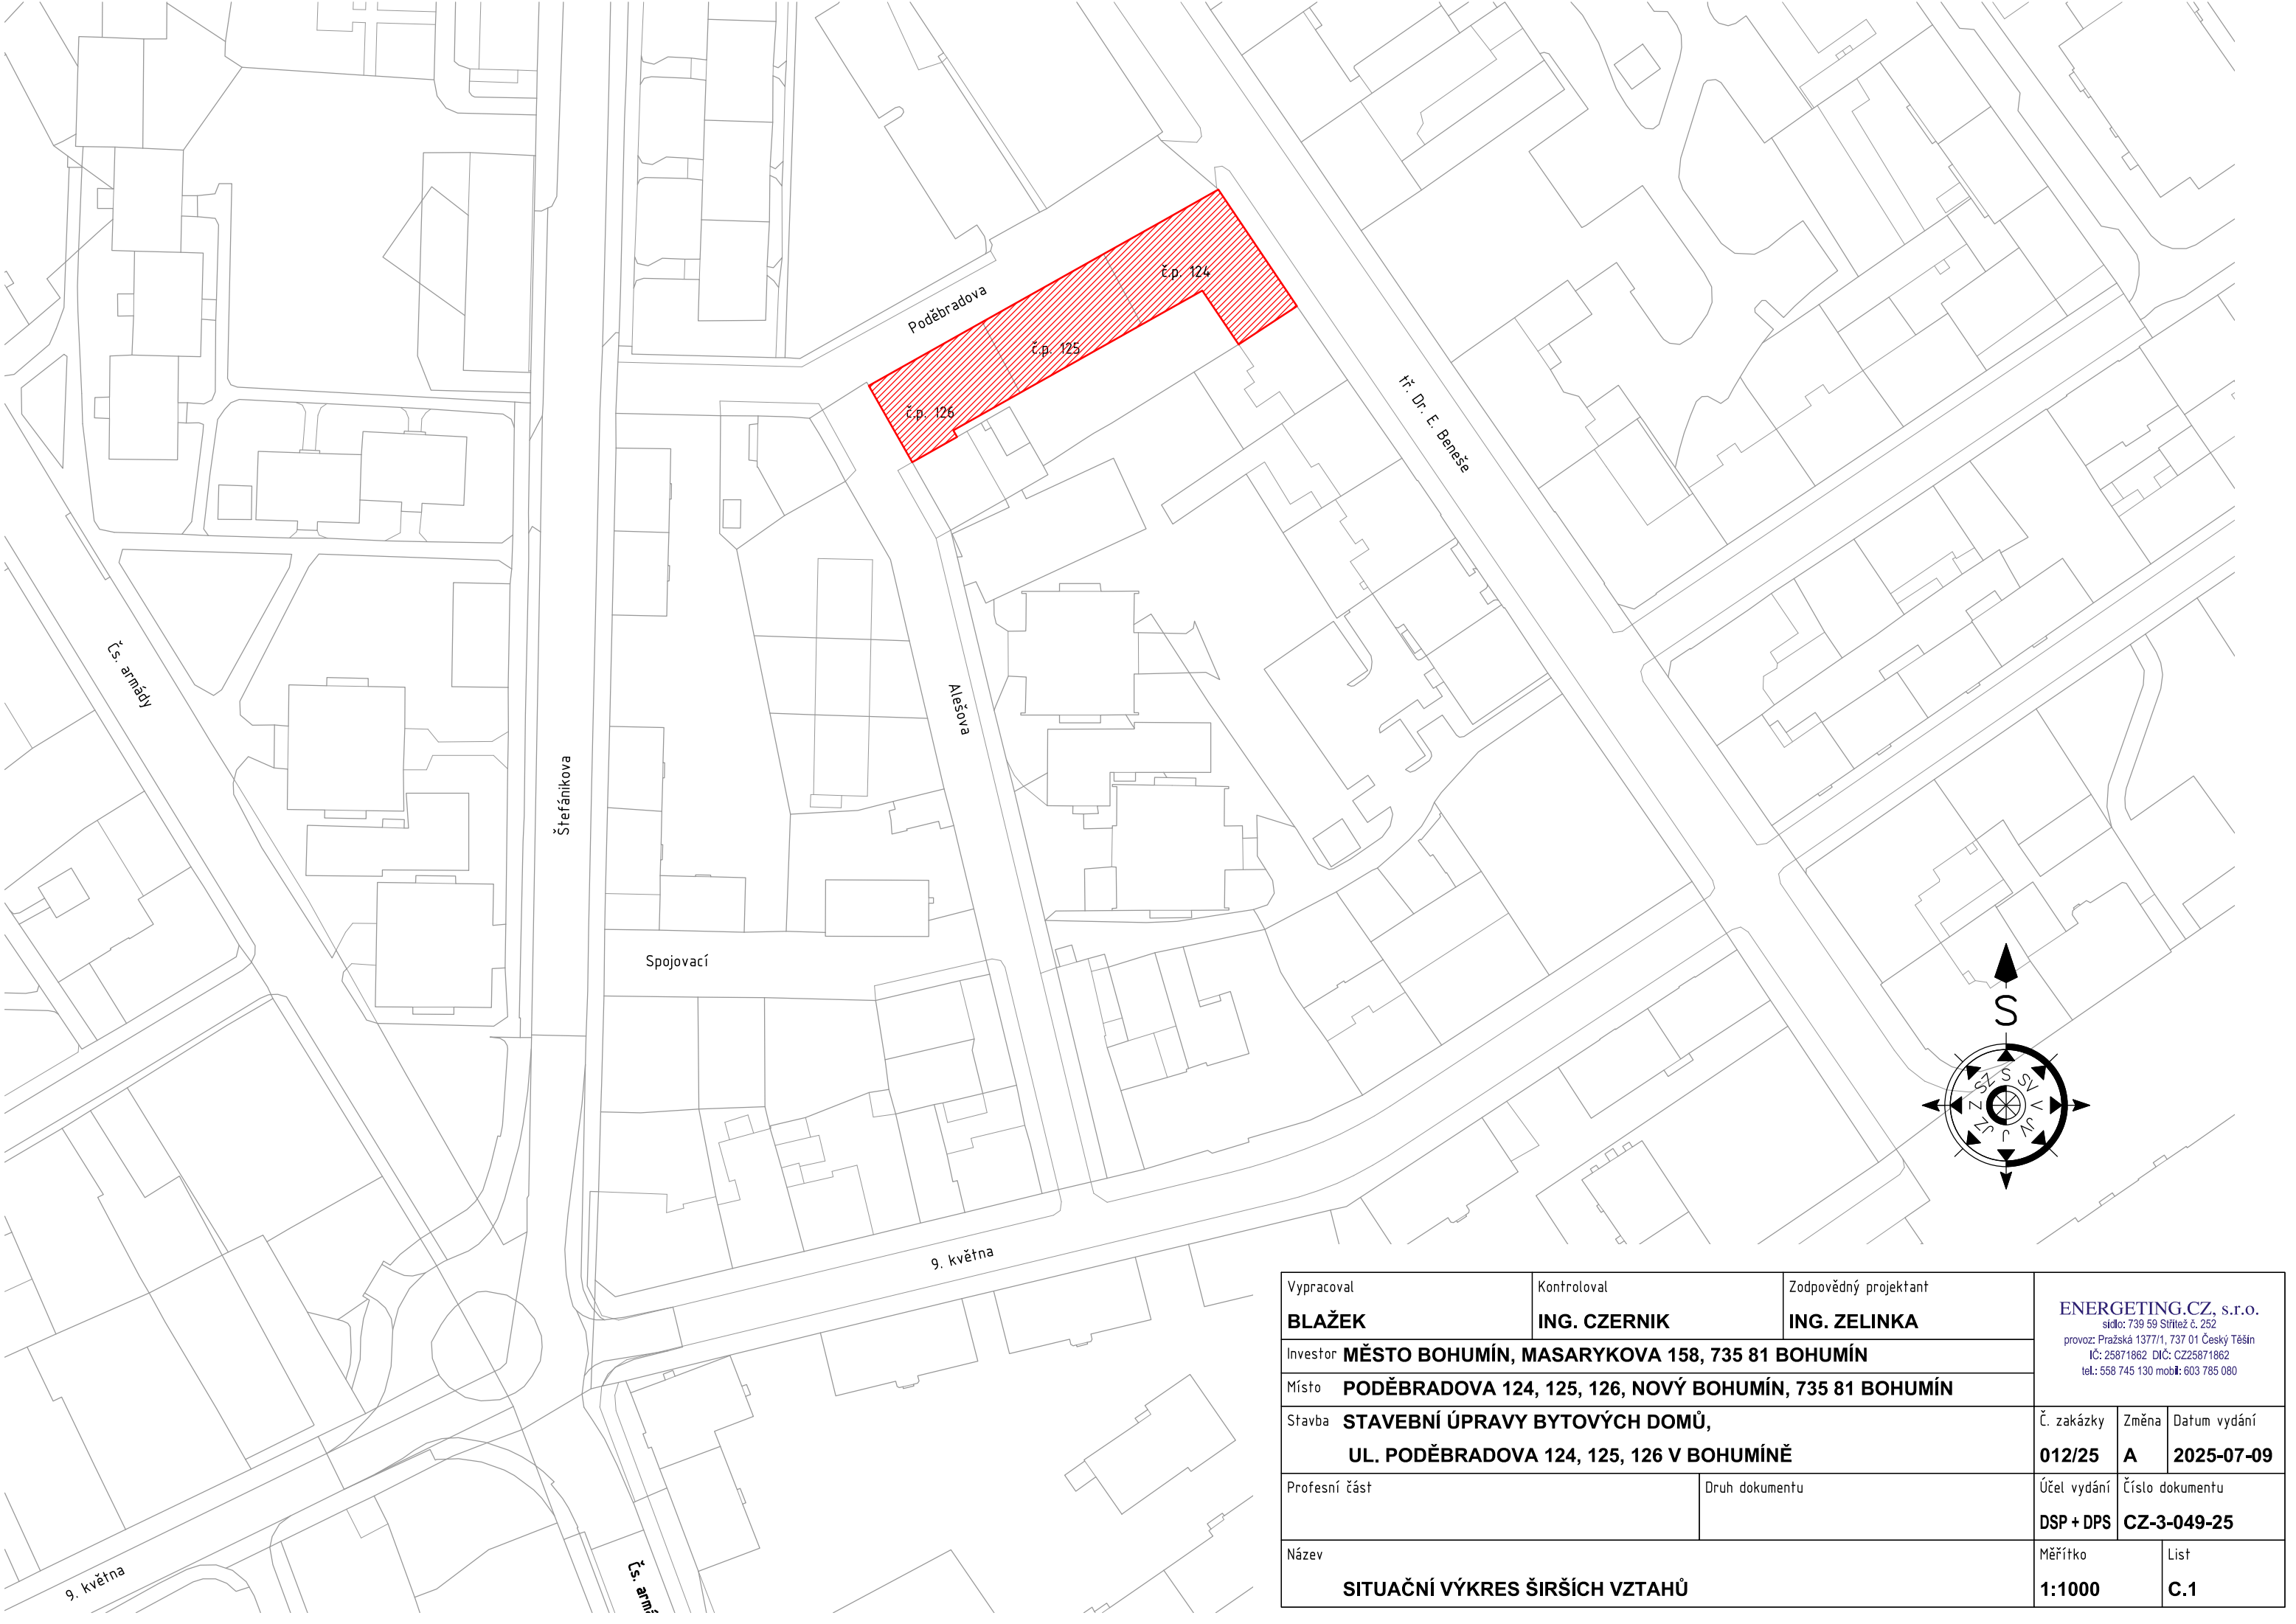 č.p. 124
Poděbradova
č.p. 125
č.p. 126
tř. Dr. E. Beneše
Čs. armády
Alešova
Štefánikova
Spojovací
S
S
SV
V
JV
J
JZ
Z
SZ
9. května
9. května
Čs. armá
Vypracoval
BLAŽEK
Kontroloval
ING. CZERNIK
Zodpovědný projektant
ING. ZELINKA
ENERGETING.CZ, s.r.o.
sídlo: 739 59 Střítež č. 252
provoz: Pražská 1377/1, 737 01 Český Těšín
IČ: 25871862 DIČ: CZ25871862
tel.: 558 745 130 mobil: 603 785 080
Investor MĚSTO BOHUMÍN, MASARYKOVA 158, 735 81 BOHUMÍN
Místo PODĚBRADOVA 124, 125, 126, NOVÝ BOHUMÍN, 735 81 BOHUMÍN
Stavba STAVEBNÍ ÚPRAVY BYTOVÝCH DOMŮ,
UL. PODĚBRADOVA 124, 125, 126 V BOHUMÍNĚ
Č. zakázky
012/25
Změna
A
Datum vydání
2025-07-09
Profesní část
Druh dokumentu
Účel vydání
DSP + DPS
Číslo dokumentu
CZ-3-049-25
Název
SITUAČNÍ VÝKRES ŠIRŠÍCH VZTAHŮ
Měřítko
1:1000
List
C.1